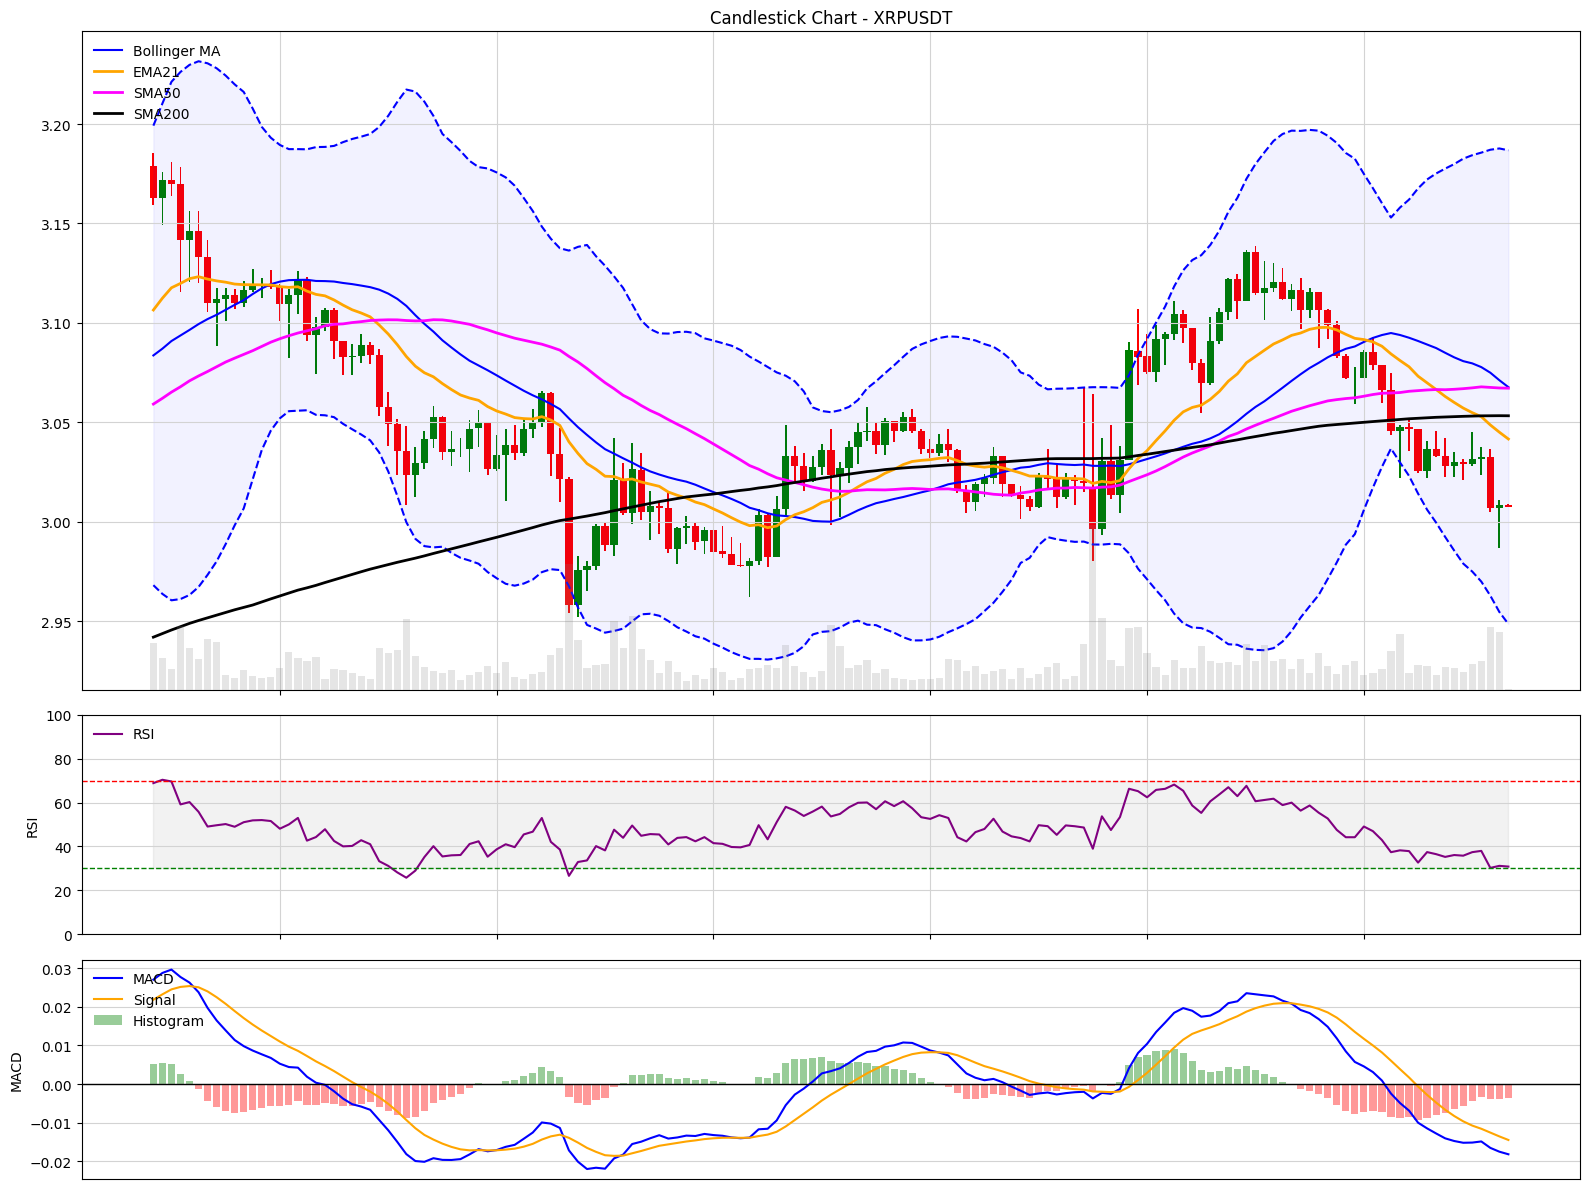 Candlestick Chart - XRPUSDT
Bollinger MA
EMA21
SMA50
SMA200
3.20
3.15
3.10
3.05
3.00
2.95
100
80
60
40
20
0
RSI
RSI
0.03
0.02
0.01
0.00
−0.01
−0.02
MACD
MACD
Signal
Histogram